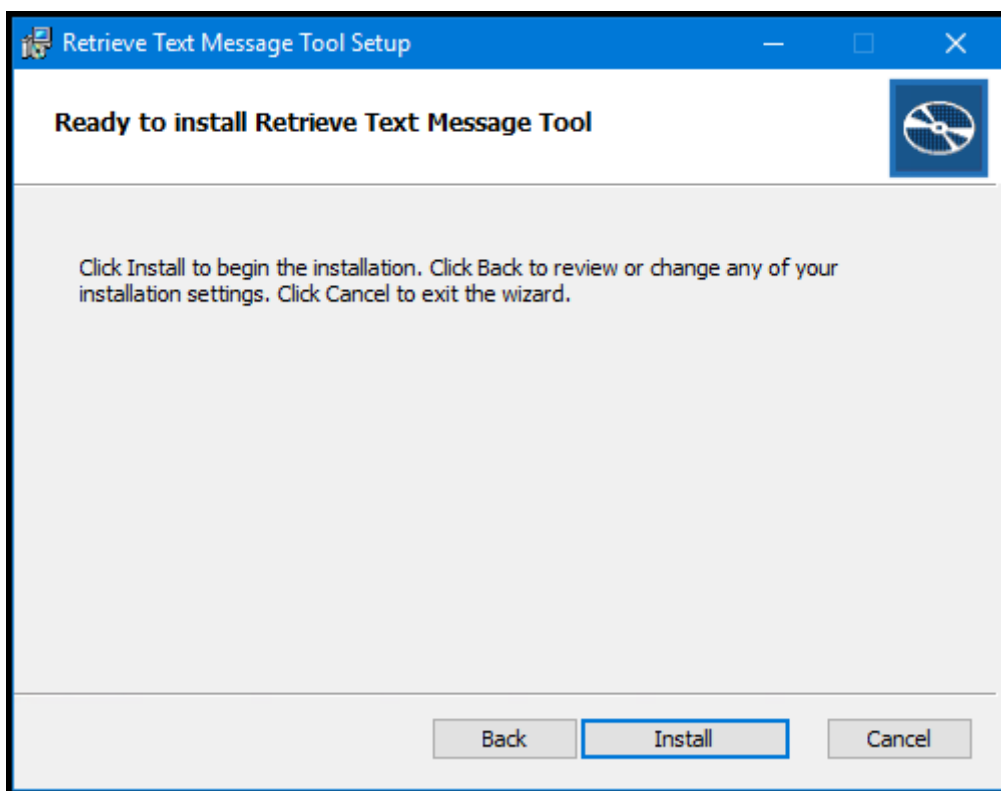 Retrieve Text Message Tool Setup
Ready to install Retrieve Text Message Tool
Click Install to begin the installation. Click Back to review or change any of your
installation settings. Click Cancel to exit the wizard.
Back Install Cancel